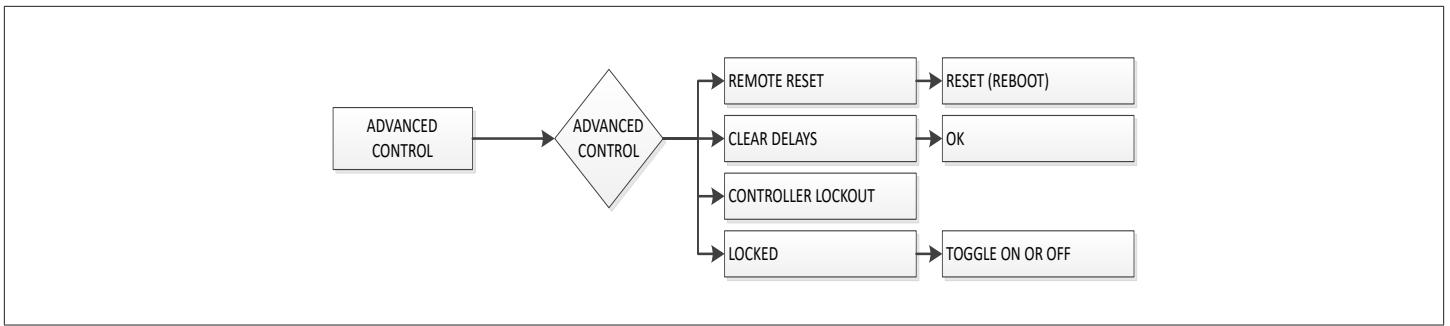 ADVANCED
CONTROL
ADVANCED
CONTROL
REMOTE RESET
RESET (REBOOT)
CLEAR DELAYS
OK
CONTROLLER LOCKOUT
LOCKED
TOGGLE ON OR OFF